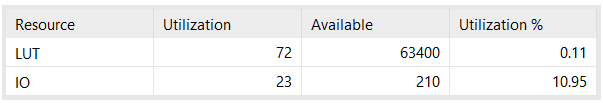 Resource Utilization Available Utilization %
LUT 72 63400 0.11
IO 23 210 10.95